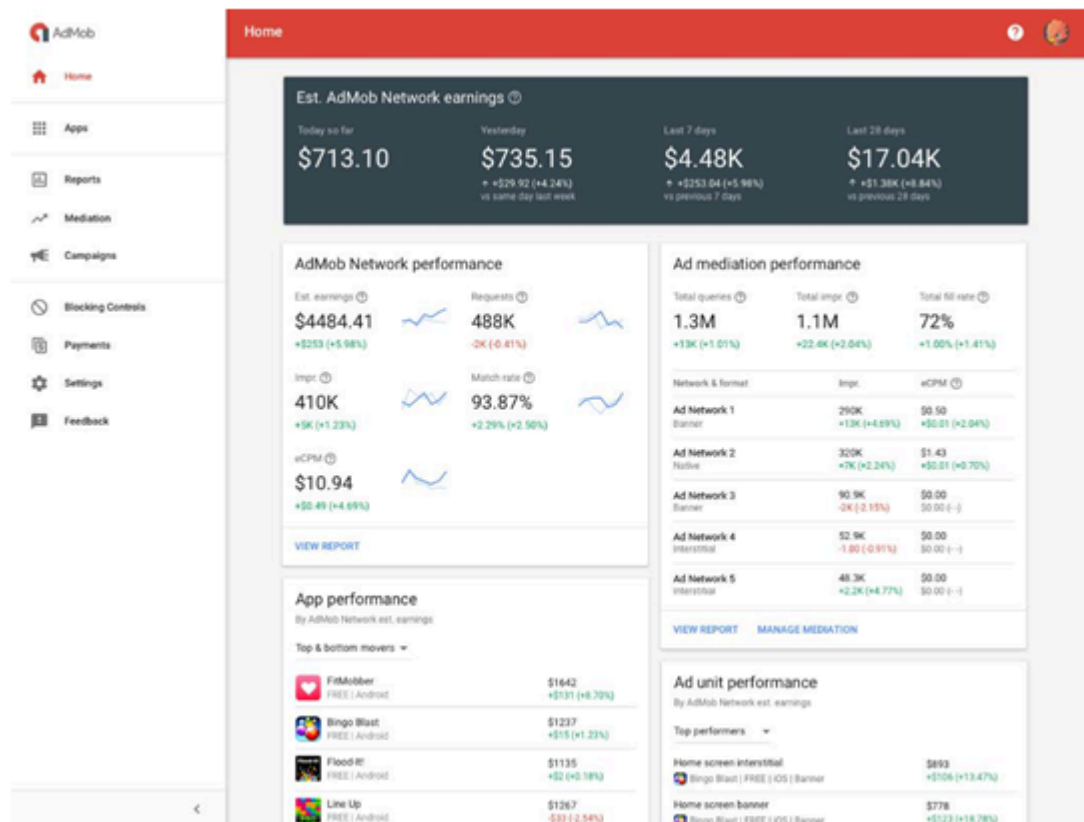 AdMob
Home
Home
Apps
Reports
Mediation
Campaigns
Blocking Controls
Payments
Settings
Feedback
Est. AdMob Network earnings
Today so far
$713.10
Yesterday
$735.15
+$29.92 (+4.24%)
vs same day last week
Last 7 days
$4.48K
+$253.04 (+5.98%)
vs previous 7 days
Last 28 days
$17.04K
+$1.38K (+8.84%)
vs previous 28 days
AdMob Network performance
Est. earnings
$4484.41
+$253 (+5.98%)
Requests
488K
-2K (-0.41%)
Impr.
410K
+5K (+1.23%)
Match rate
93.87%
+2.29% (+2.50%)
eCPM
$10.94
+$0.49 (+4.69%)
VIEW REPORT
Ad mediation performance
Total queries
1.3M
+13K (+1.01%)
Total impr.
1.1M
+22.4K (+2.04%)
Total fill rate
72%
+1.00% (+1.41%)
Network & format Impr. eCPM
Ad Network 1 290K $0.50
Banner +13K (+4.69%) +$0.01 (+2.04%)
Ad Network 2 320K $1.43
Native +7K (+2.24%) +$0.01 (+0.70%)
Ad Network 3 90.9K $0.00
Banner -2K (-2.15%) $0.00 (--)
Ad Network 4 52.9K $0.00
Interstitial -1.80 (-0.91%) $0.00 (--)
Ad Network 5 48.3K $0.00
Interstitial +2.2K (+4.77%) $0.00 (--)
VIEW REPORT MANAGE MEDIATION
App performance
By AdMob Network est. earnings
Top & bottom movers
FitMobber $1642
FREE | Android +$131 (+8.70%)
Bingo Blast $1237
FREE | Android +$15 (+1.23%)
Flood-It! $1135
FREE | Android +$2 (+0.18%)
Line Up $1267
FREE | Android -$33 (-2.54%)
Ad unit performance
By AdMob Network est. earnings
Top performers
Home screen interstitial $893
Bingo Blast | FREE | iOS | Banner +$106 (+13.47%)
Home screen banner $778
Bingo Blast | FREE | iOS | Banner +$123 (+18.78%)